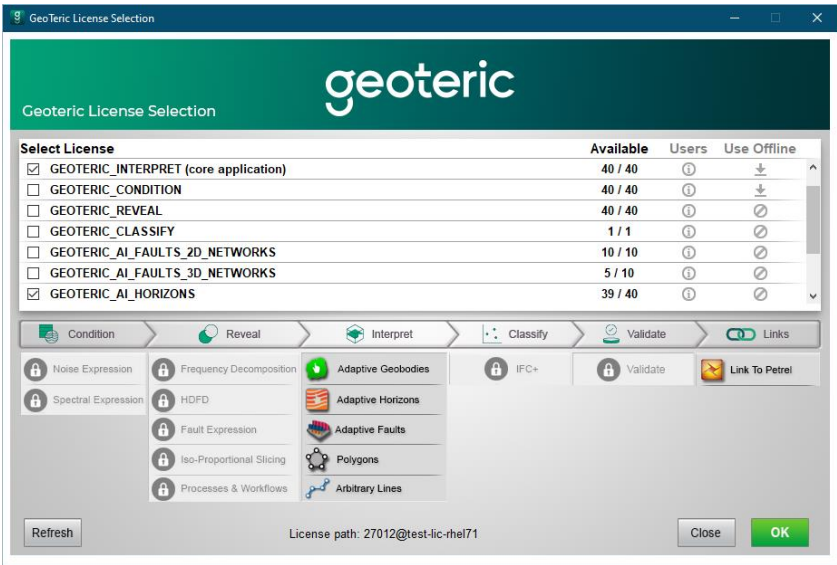 GeoTeric License Selection
geoteric
Geoteric License Selection
Select License Available Users Use Offline
GEOTERIC_INTERPRET (core application) 40 / 40
GEOTERIC_CONDITION 40 / 40
GEOTERIC_REVEAL 40 / 40
GEOTERIC_CLASSIFY 1 / 1
GEOTERIC_AI_FAULTS_2D_NETWORKS 10 / 10
GEOTERIC_AI_FAULTS_3D_NETWORKS 5 / 10
GEOTERIC_AI_HORIZONS 39 / 40
Condition Reveal Interpret Classify Validate Links
Noise Expression Frequency Decomposition Adaptive Geobodies IFC+ Validate Link To Petrel
Spectral Expression HDFD Adaptive Horizons
Fault Expression Adaptive Faults
Iso-Proportional Slicing Polygons
Processes & Workflows Arbitrary Lines
Refresh License path: 27012@test-lic-rhel71 Close OK